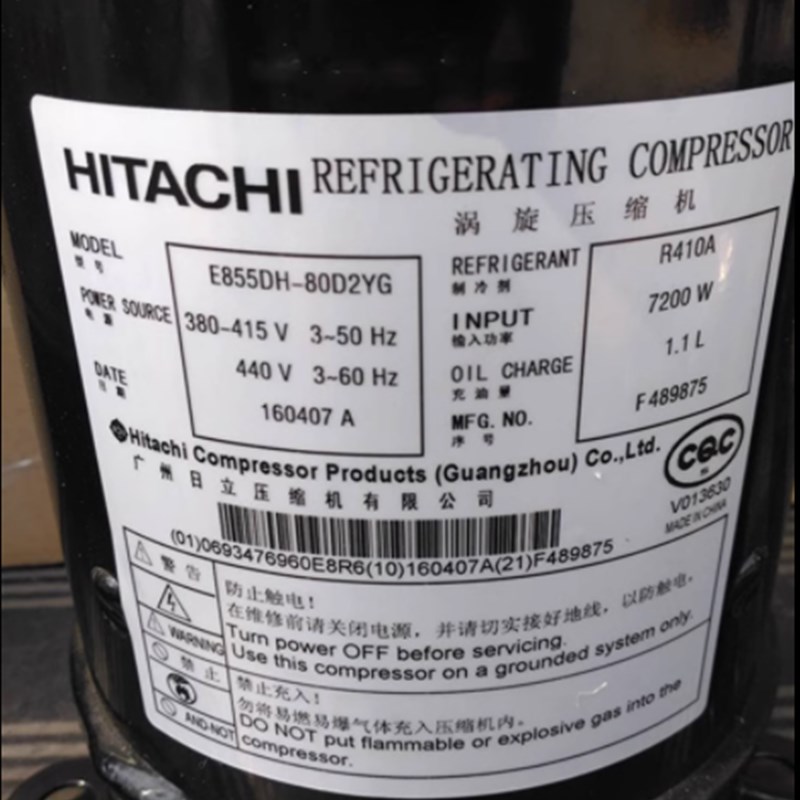 HITACHI REFRIGERATING COMPRESSOR
涡旋压缩机
MODEL E855DH-80D2YG
型号
POWER SOURCE 380-415 V 3~50 Hz
电源
440 V 3~60 Hz
DATE 160407 A
日期
REFRIGERANT R410A
制冷剂
INPUT 7200 W
输入功率
OIL CHARGE 1.1 L
充油量
MFG. NO. F489875
序号
Hitachi Compressor Products (Guangzhou) Co.,Ltd.
广州日立压缩机有限公司
CQC
V013630
MADE IN CHINA
(01)0693476960E8R6(10)160407A(21)F489875
警告
WARNING
防止触电!
在维修前请关闭电源，并请切实接好地线，以防触电.
Turn power OFF before servicing.
Use this compressor on a grounded system only.
禁止
AND-NOT
禁止充入!
勿将易燃易爆气体充入压缩机内.
DO NOT put flammable or explosive gas into the
compressor.